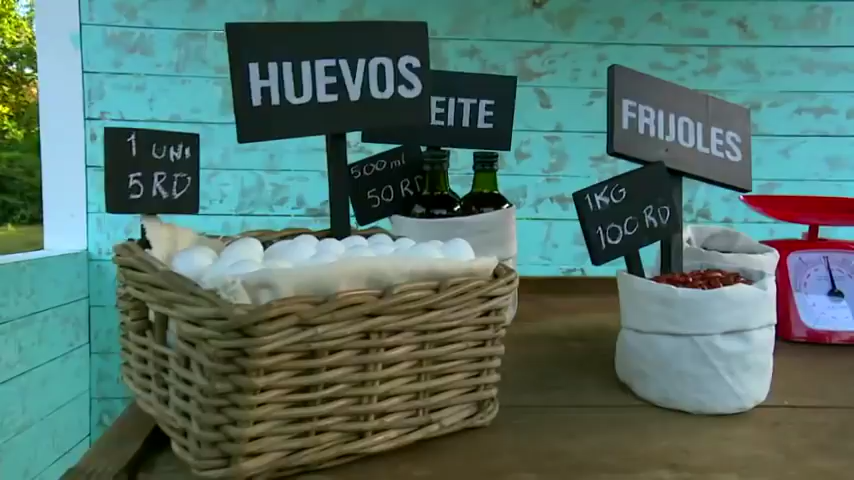 HUEVOS
EITE
FRIJOLES
1 UNI
5 RD
500 ml
50 RD
1KG
100 RD